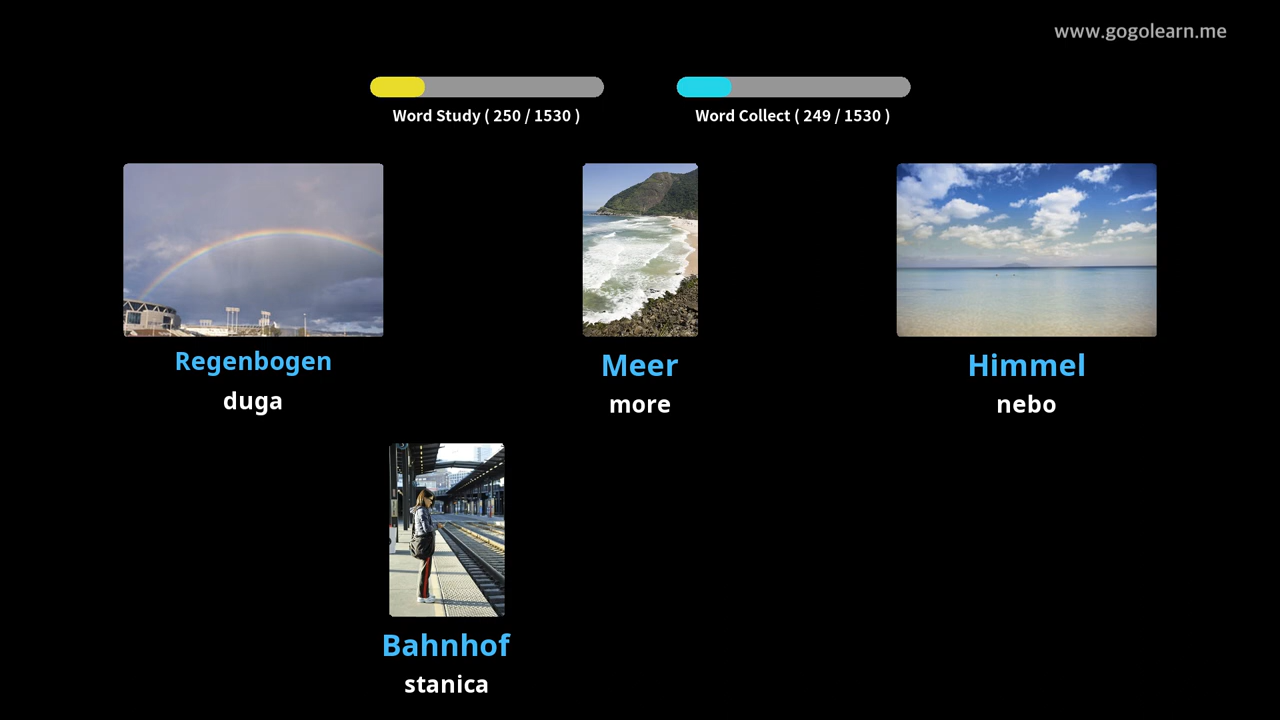 www.gogolearn.me
Word Study ( 250 / 1530 )
Word Collect ( 249 / 1530 )
Regenbogen
duga
Meer
more
Himmel
nebo
Bahnhof
stanica